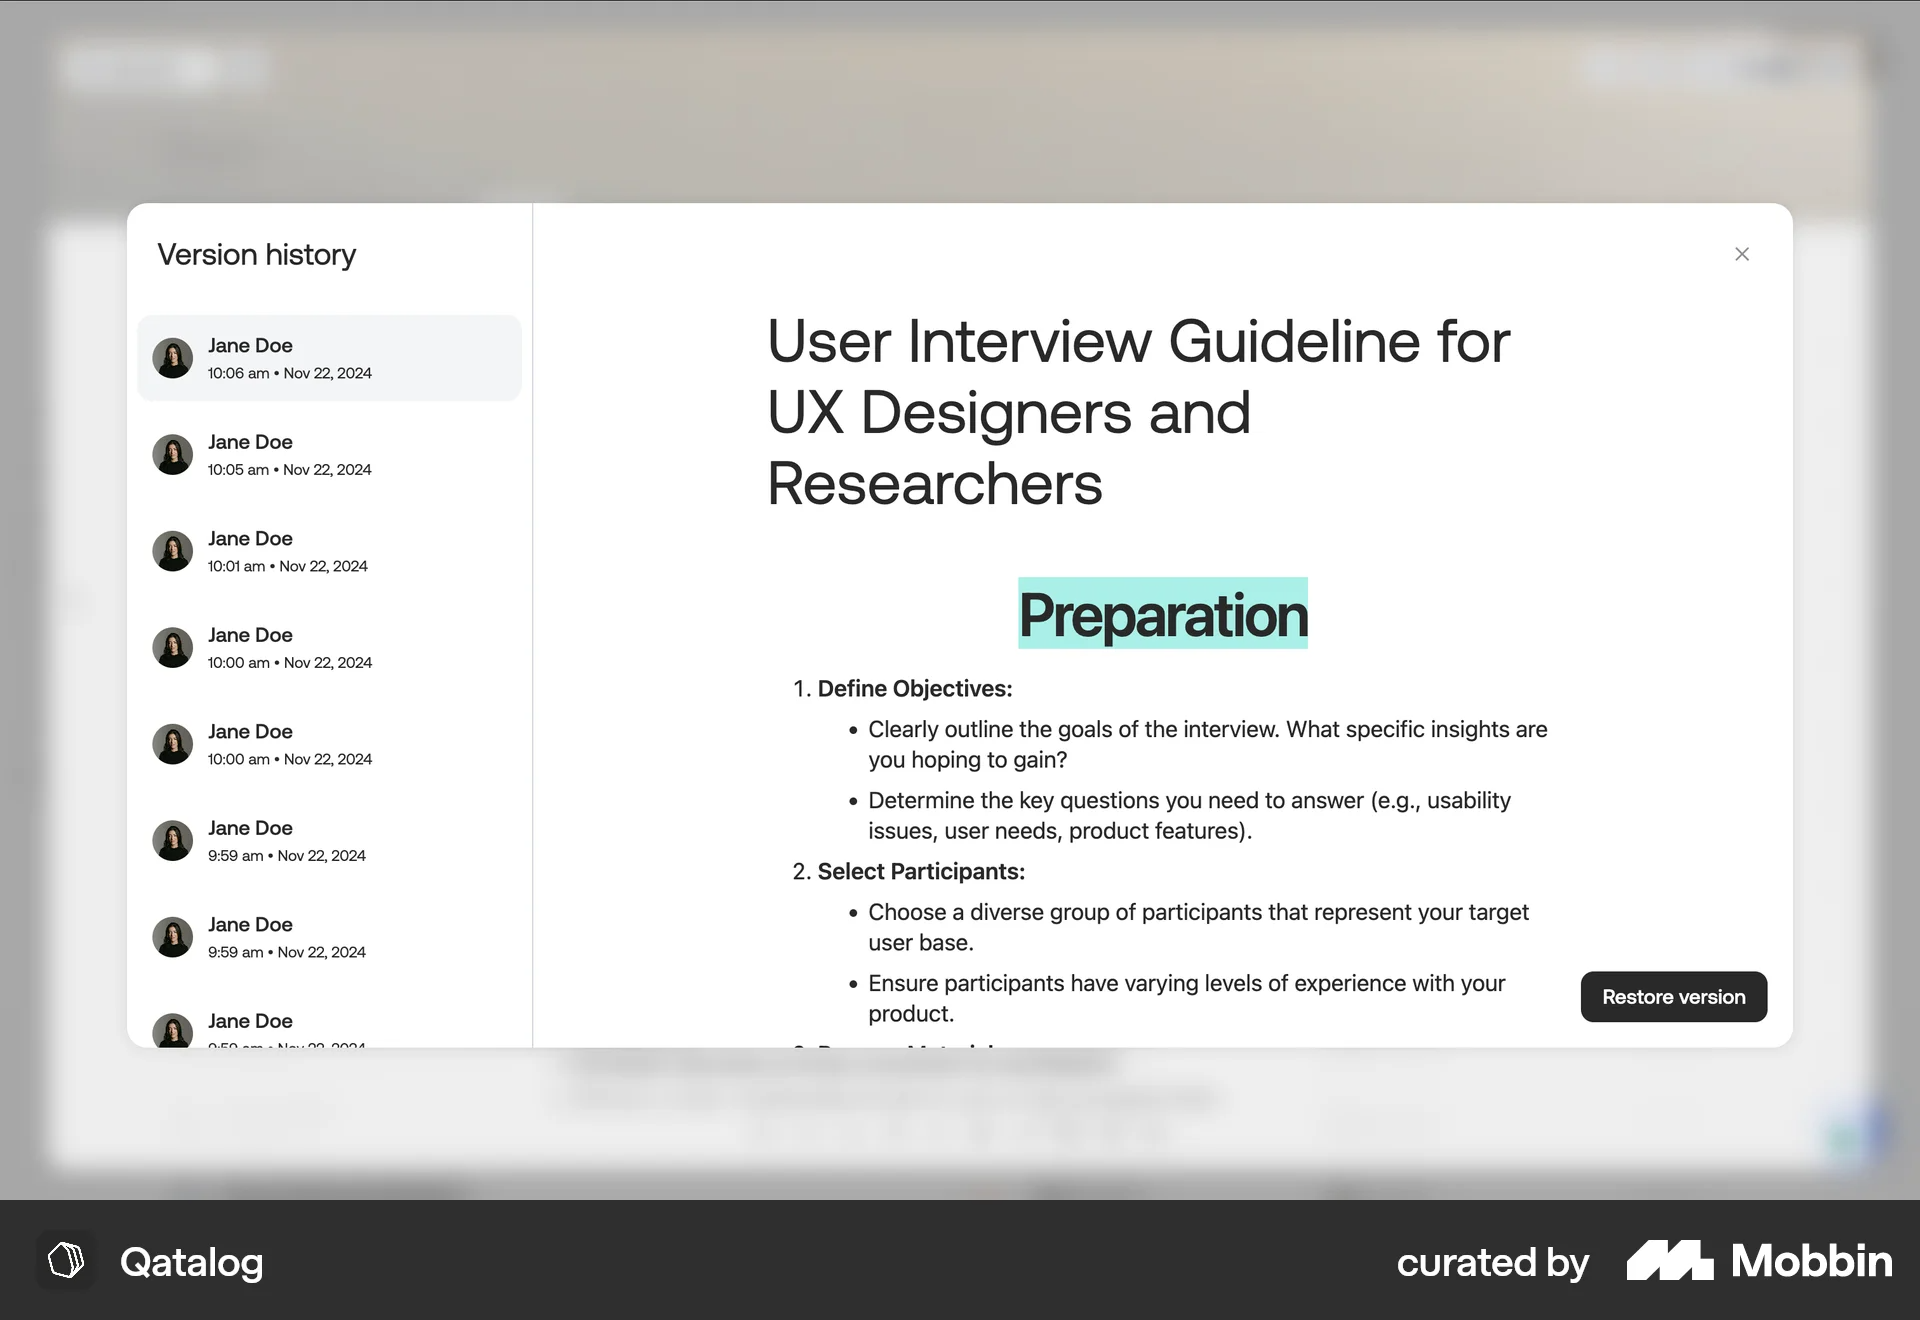 Version history
Jane Doe
10:06 am • Nov 22, 2024
Jane Doe
10:05 am • Nov 22, 2024
Jane Doe
10:01 am • Nov 22, 2024
Jane Doe
10:00 am • Nov 22, 2024
Jane Doe
10:00 am • Nov 22, 2024
Jane Doe
9:59 am • Nov 22, 2024
Jane Doe
9:59 am • Nov 22, 2024
Jane Doe
User Interview Guideline for
UX Designers and
Researchers
Preparation
1. Define Objectives:
• Clearly outline the goals of the interview. What specific insights are
you hoping to gain?
• Determine the key questions you need to answer (e.g., usability
issues, user needs, product features).
2. Select Participants:
• Choose a diverse group of participants that represent your target
user base.
• Ensure participants have varying levels of experience with your
product.
Restore version
Qatalog
curated by Mobbin